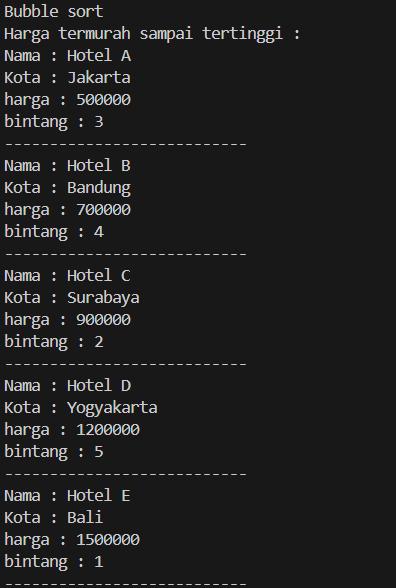 Bubble sort
Harga termurah sampai tertinggi :
Nama : Hotel A
Kota : Jakarta
harga : 500000
bintang : 3
---------------------------
Nama : Hotel B
Kota : Bandung
harga : 700000
bintang : 4
---------------------------
Nama : Hotel C
Kota : Surabaya
harga : 900000
bintang : 2
---------------------------
Nama : Hotel D
Kota : Yogyakarta
harga : 1200000
bintang : 5
---------------------------
Nama : Hotel E
Kota : Bali
harga : 1500000
bintang : 1
---------------------------